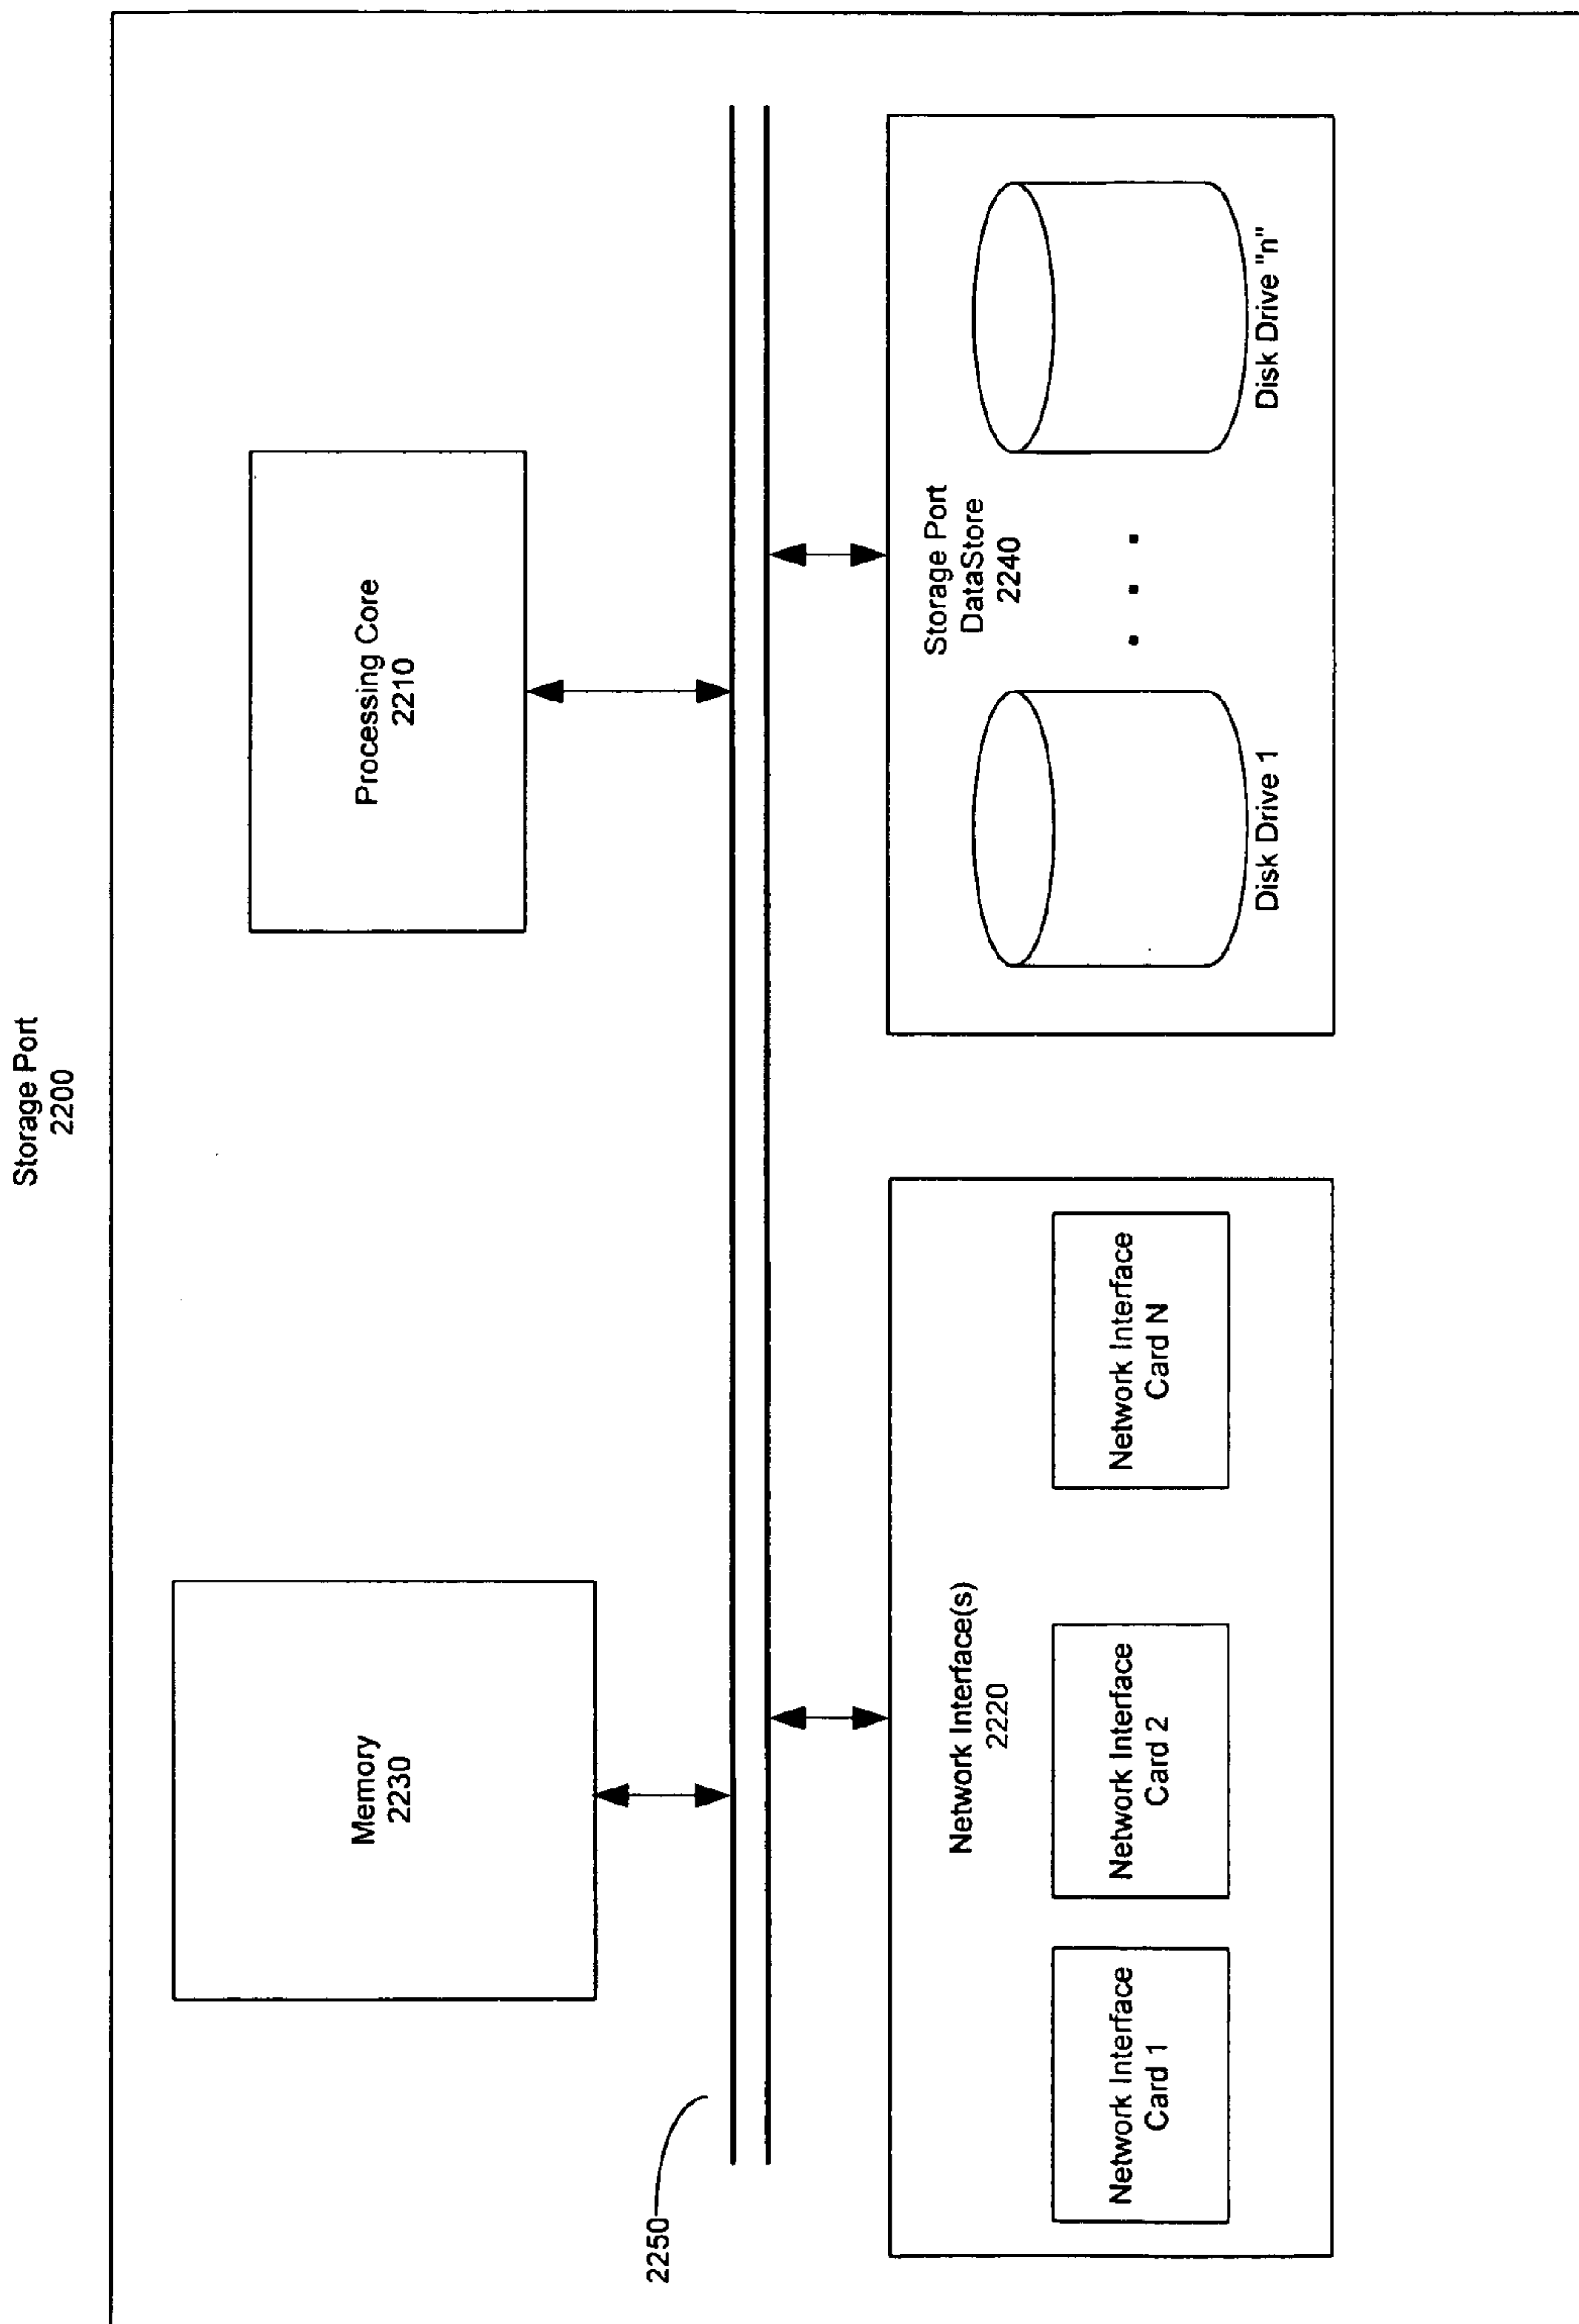 Storage Port
2200
Memory
2230
Processing Core
2210
2250
Network Interface(s)
2220
Network Interface
Card 1
Network Interface
Card 2
Network Interface
Card N
Storage Port
DataStore
2240
Disk Drive 1
. . .
Disk Drive "n"